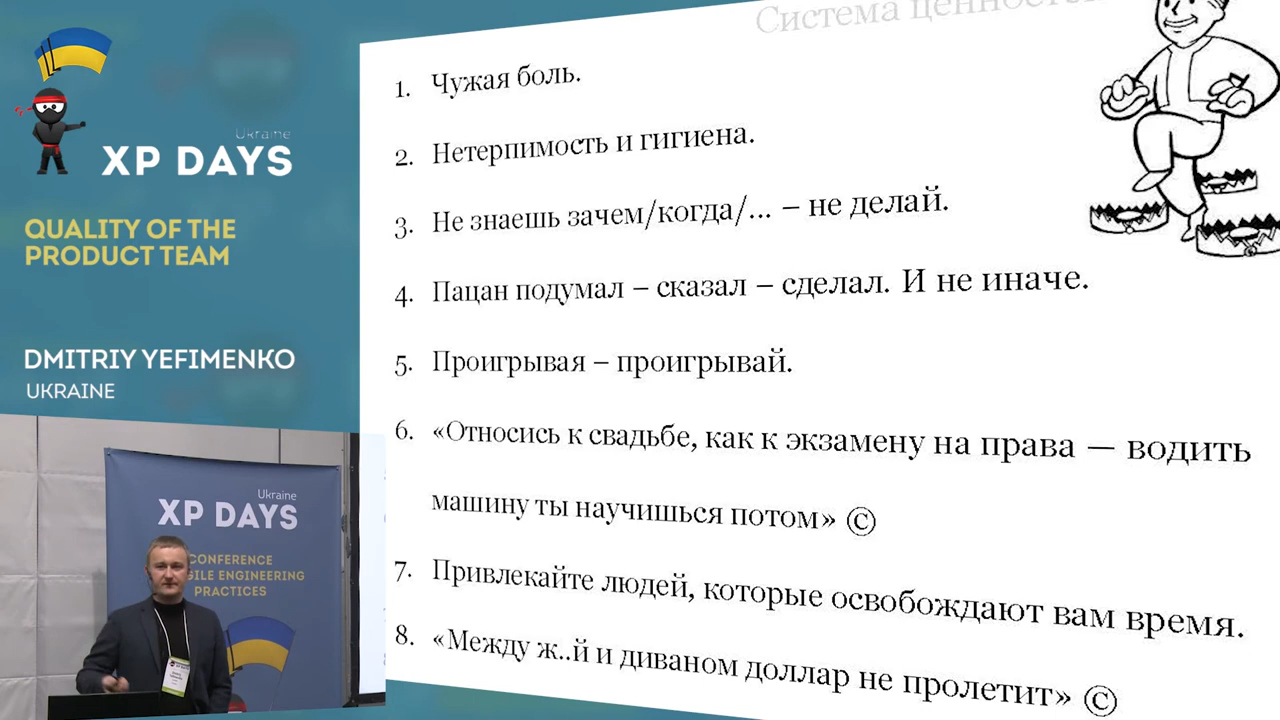 Ukraine
XP DAYS
QUALITY OF THE
PRODUCT TEAM
DMITRIY YEFIMENKO
UKRAINE
Ukraine
XP DAYS
CONFERENCE
ENGINEERING
PRACTICES
XP DAYS
Система
1. Чужая боль.
2. Нетерпимость и гигиена.
3. Не знаешь зачем/когда/... – не делай.
4. Пацан подумал – сказал – сделал. И не иначе.
5. Проигрывая – проигрывай.
6. «Относись к свадьбе, как к экзамену на права — водить
машину ты научишься потом» ©
7. Привлекайте людей, которые освобождают вам время.
8. «Между ж..й и диваном доллар не пролетит» ©